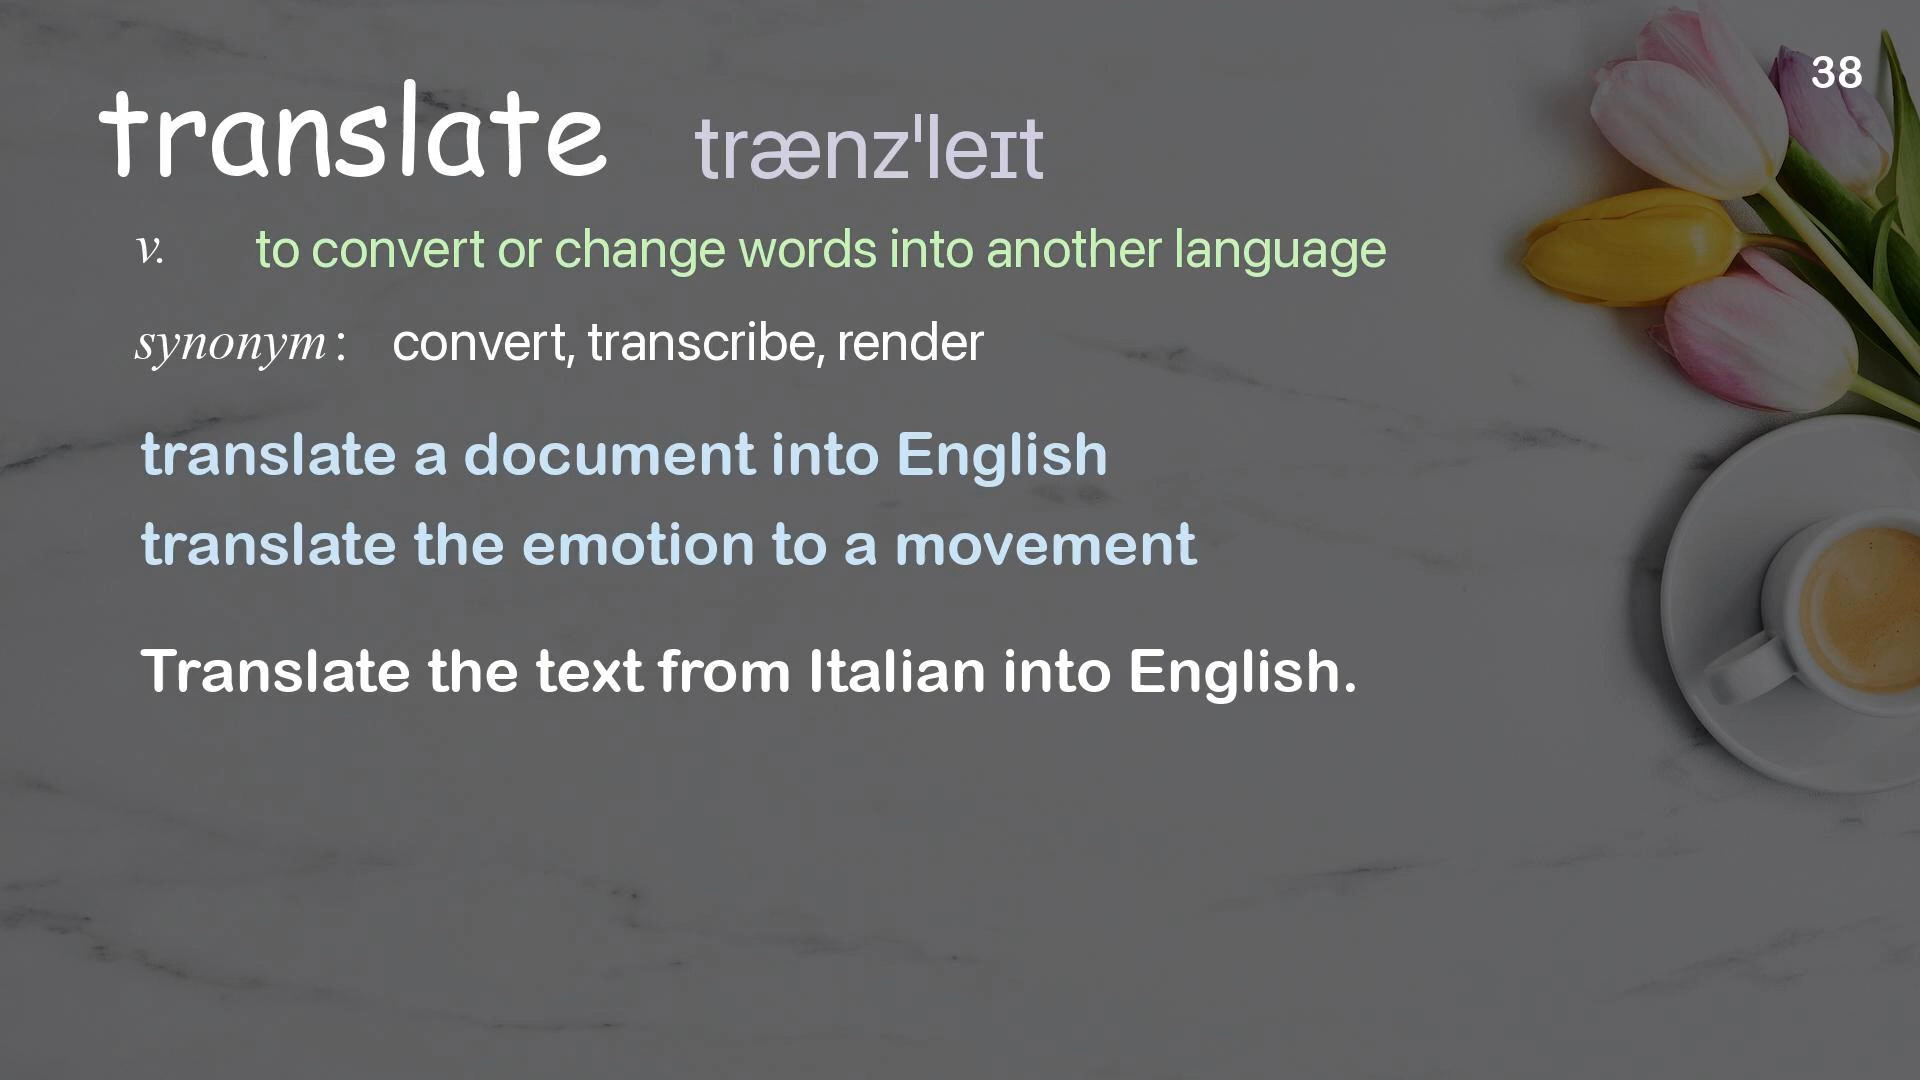 38
translate trænzˈleɪt
v. to convert or change words into another language
synonym: convert, transcribe, render
translate a document into English
translate the emotion to a movement
Translate the text from Italian into English.